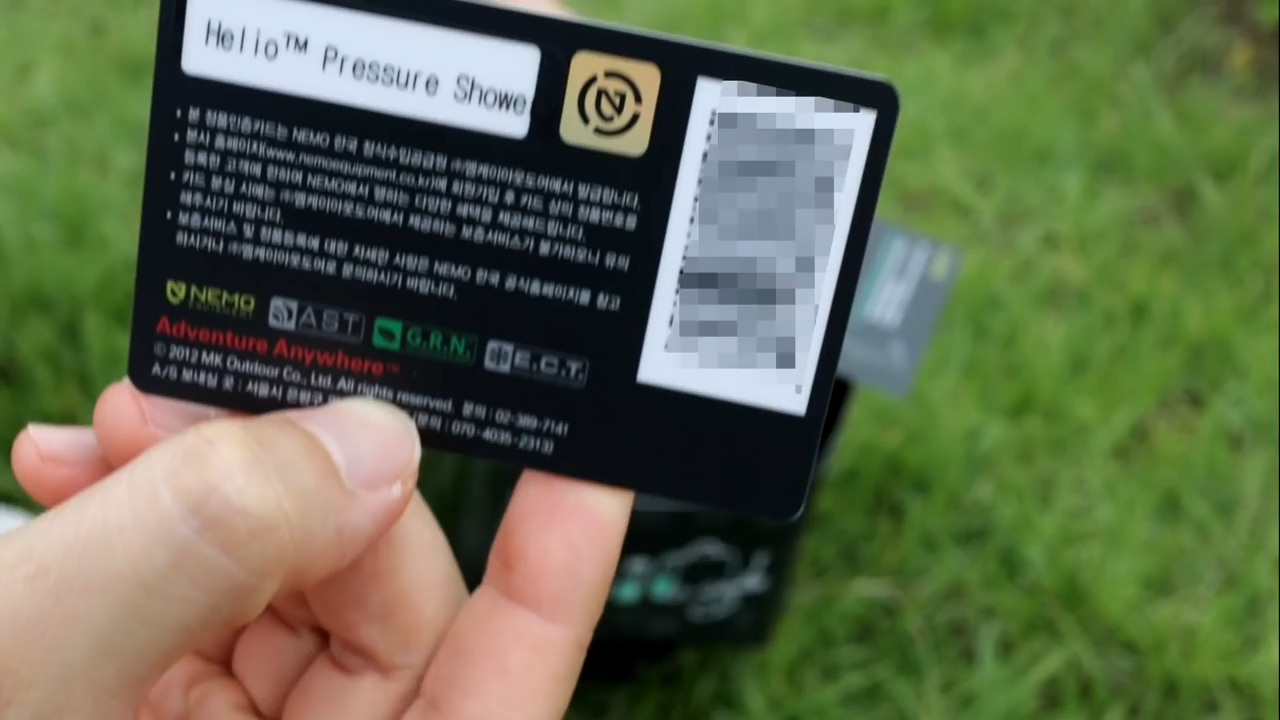 Helio™ Pressure Showe
• 본 정품인증카드는 NEMO 한국 정식수입공급원 ㈜엠케이아웃도어에서 발급합니다.
• 본사 홈페이지(www.nemoequipment.co.kr)에 회원가입 후 카드 상의 정품번호를
등록한 고객에 한하여 NEMO에서 행하는 다양한 혜택을 제공해드립니다.
• 카드 분실 시에는 ㈜엠케이아웃도어에서 제공하는 보증서비스가 불가하오니 유의
해주시기 바랍니다.
• 보증서비스 및 정품등록에 대한 자세한 사항은 NEMO 한국 공식홈페이지를 참고
하시거나 ㈜엠케이아웃도어로 문의하시기 바랍니다.
NEMO EQUIPMENT AST G.R.N. E.C.T.
Adventure Anywhere™
© 2012 MK Outdoor Co., Ltd. All rights reserved. 문의 : 02-389-7141
A/S 보내실 곳 : 서울시 은평구 (문의 : 070-4035-2313)